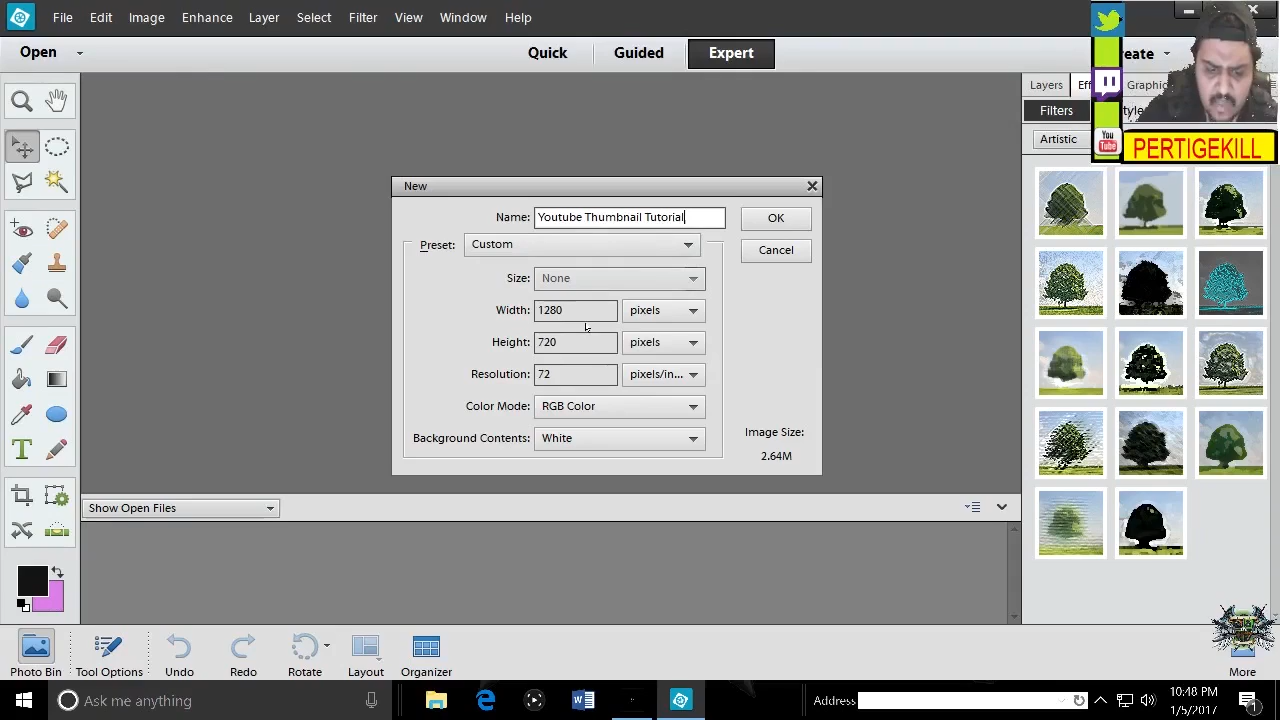 File Edit Image Enhance Layer Select Filter View Window Help
Open Quick Guided Expert
Layers
Filters
Artistic
You
Tube
PERTIGEKILL
New
Name: Youtube Thumbnail Tutorial OK
Preset: Custom Cancel
Size: None
Width: 1280 pixels
Height: 720 pixels
Resolution: 72 pixels/in...
Color Mode: RGB Color
Background Contents: White
Image Size:
2.64M
Show Open Files
Photo Bin Tool Options Undo Redo Rotate Layout Organizer More
Ask me anything Address 10:48 PM
1/5/2017